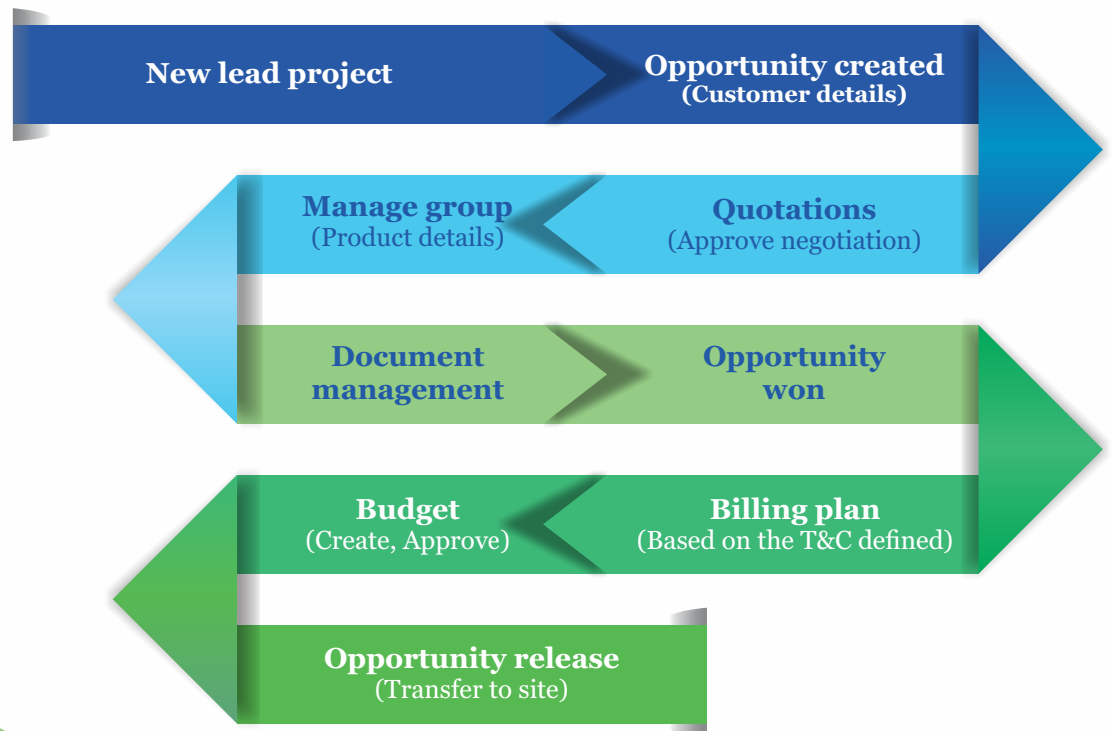 New lead project
Opportunity created
(Customer details)
Quotations
(Approve negotiation)
Manage group
(Product details)
Document
management
Opportunity
won
Billing plan
(Based on the T&C defined)
Budget
(Create, Approve)
Opportunity release
(Transfer to site)